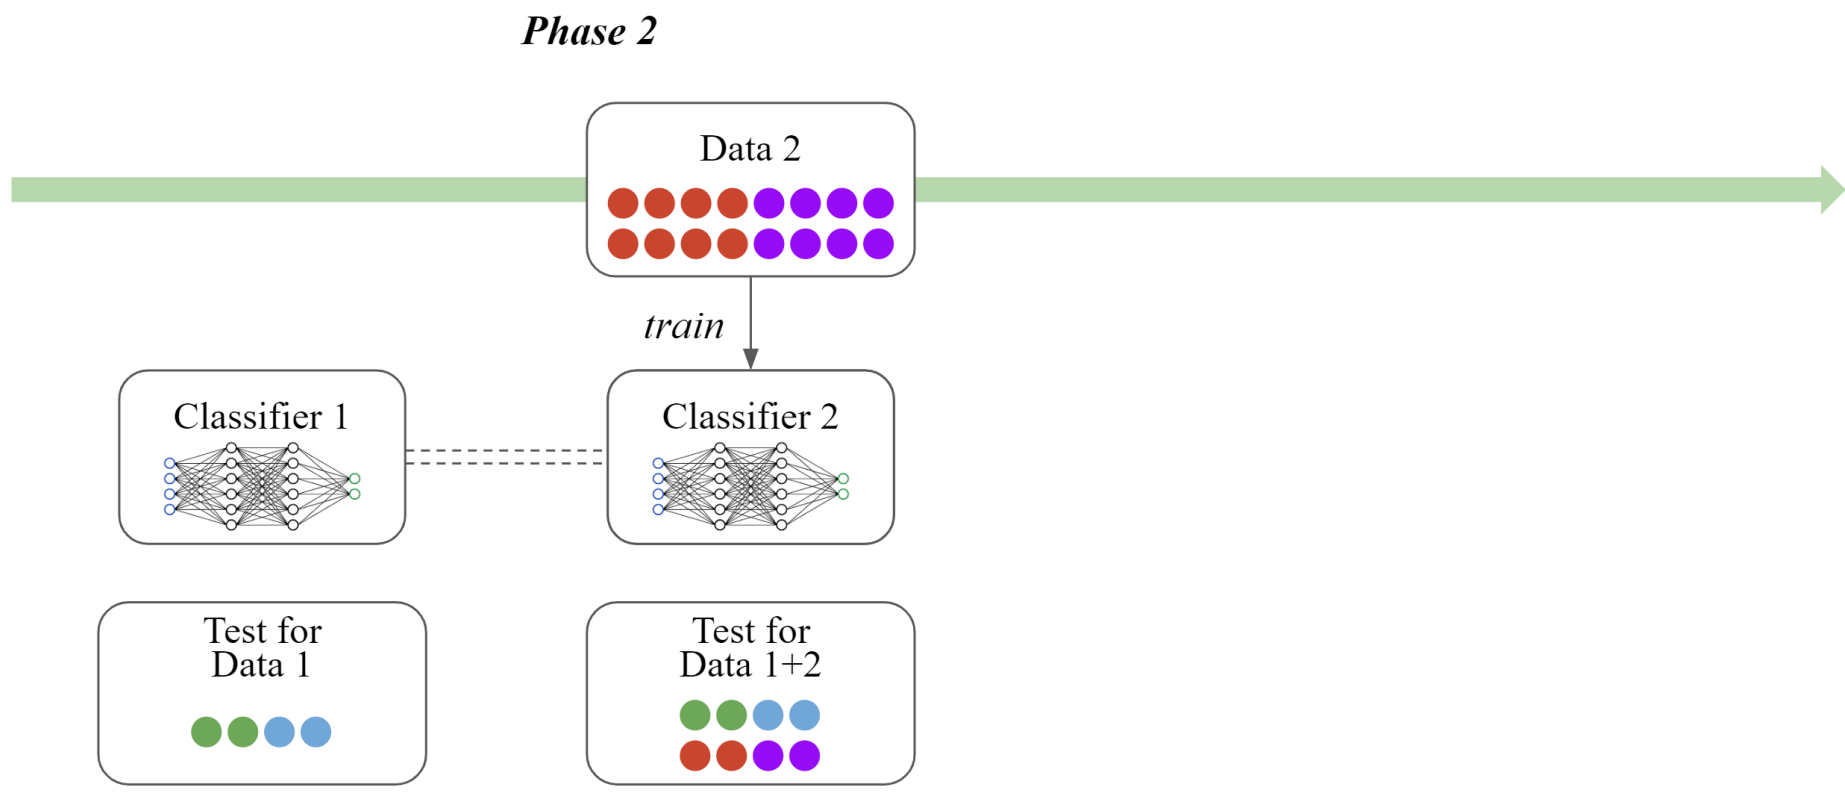 Phase 2
Data 2
train
Classifier 1
Classifier 2
Test for
Data 1
Test for
Data 1+2